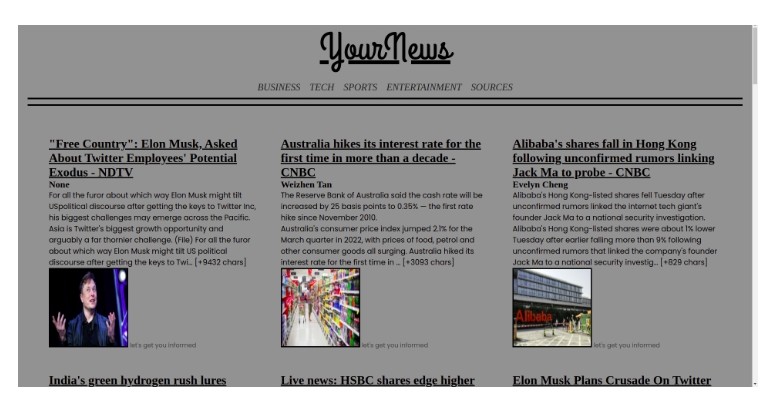 YourNews
BUSINESS TECH SPORTS ENTERTAINMENT SOURCES
"Free Country": Elon Musk, Asked
About Twitter Employees' Potential
Exodus - NDTV
None
For all the furor about which way Elon Musk might tilt
USpolitical discourse after getting the keys to Twitter Inc,
his biggest challenges may emerge across the Pacific.
Asia is Twitter's biggest growth opportunity and
arguably a far thornier challenge. (File) For all the furor
about which way Elon Musk might tilt US political
discourse after getting the keys to Twi… [+9432 chars]
let's get you informed
Australia hikes its interest rate for the
first time in more than a decade -
CNBC
Weizhen Tan
The Reserve Bank of Australia said the cash rate will be
increased by 25 basis points to 0.35% — the first rate
hike since November 2010.
Australia's consumer price index jumped 2.1% for the
March quarter in 2022, with prices of food, petrol and
other consumer goods all surging. Australia hiked its
interest rate for the first time in … [+3093 chars]
let's get you informed
Alibaba's shares fall in Hong Kong
following unconfirmed rumors linking
Jack Ma to probe - CNBC
Evelyn Cheng
Alibaba's Hong Kong-listed shares fell Tuesday after
unconfirmed rumors linked the internet tech giant's
founder Jack Ma to a national security investigation.
Alibaba's Hong Kong-listed shares were about 1% lower
Tuesday after earlier falling more than 9% following
unconfirmed rumors that linked the company's founder
Jack Ma to a national security investig… [+829 chars]
Alibaba
let's get you informed
India's green hydrogen rush lures
Live news: HSBC shares edge higher
Elon Musk Plans Crusade On Twitter